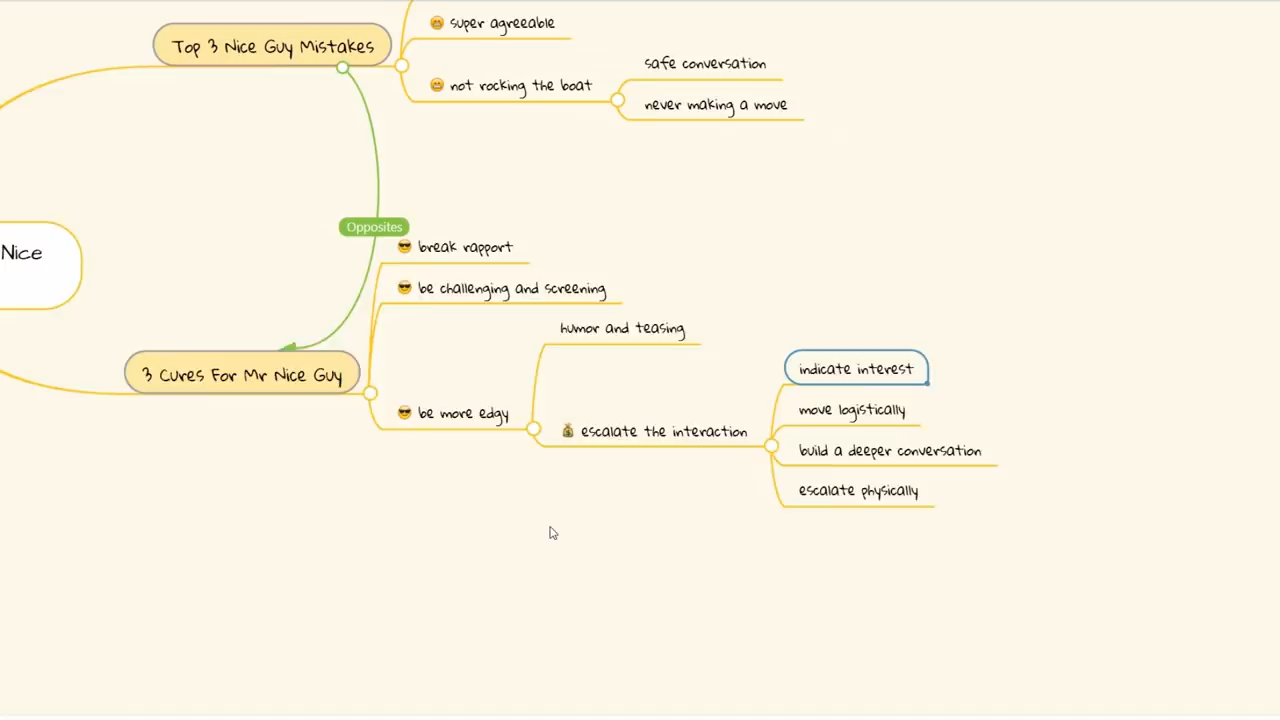 super agreeable
Top 3 Nice Guy Mistakes
not rocking the boat
safe conversation
never making a move
Opposites
Nice
break rapport
be challenging and screening
humor and teasing
3 Cures For Mr Nice Guy
be more edgy
escalate the interaction
indicate interest
move logistically
build a deeper conversation
escalate physically